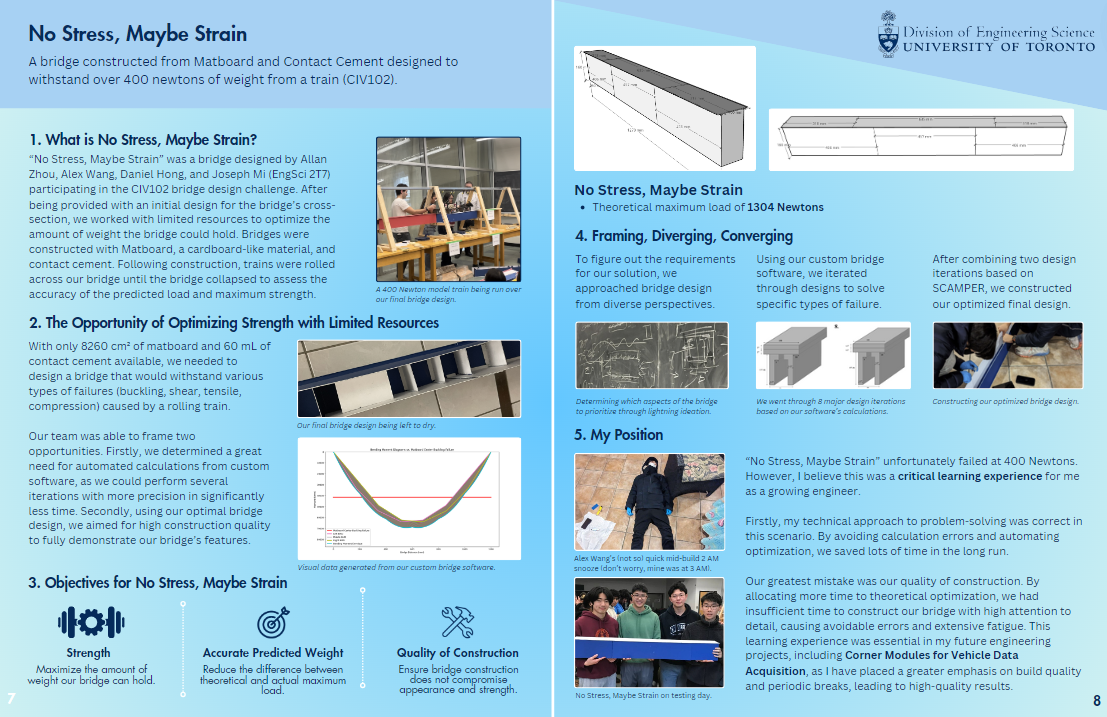 No Stress, Maybe Strain
A bridge constructed from Matboard and Contact Cement designed to
withstand over 400 newtons of weight from a train (CIV102).
1. What is No Stress, Maybe Strain?
“No Stress, Maybe Strain” was a bridge designed by Allan
Zhou, Alex Wang, Daniel Hong, and Joseph Mi (EngSci 2T7)
participating in the CIV102 bridge design challenge. After
being provided with an initial design for the bridge’s cross-
section, we worked with limited resources to optimize the
amount of weight the bridge could hold. Bridges were
constructed with Matboard, a cardboard-like material, and
contact cement. Following construction, trains were rolled
across our bridge until the bridge collapsed to assess the
accuracy of the predicted load and maximum strength.
A 400 Newton model train being run over
our final bridge design.
2. The Opportunity of Optimizing Strength with Limited Resources
With only 8260 cm² of matboard and 60 mL of
contact cement available, we needed to
design a bridge that would withstand various
types of failures (buckling, shear, tensile,
compression) caused by a rolling train.
Our team was able to frame two
opportunities. Firstly, we determined a great
need for automated calculations from custom
software, as we could perform several
iterations with more precision in significantly
less time. Secondly, using our optimal bridge
design, we aimed for high construction quality
to fully demonstrate our bridge’s features.
Our final bridge design being left to dry.
Visual data generated from our custom bridge software.
3. Objectives for No Stress, Maybe Strain
Strength
Maximize the amount of
weight our bridge can hold.
Accurate Predicted Weight
Reduce the difference between
theoretical and actual maximum
load.
Quality of Construction
Ensure bridge construction
does not compromise
appearance and strength.
7
Division of Engineering Science
UNIVERSITY OF TORONTO
No Stress, Maybe Strain
• Theoretical maximum load of 1304 Newtons
4. Framing, Diverging, Converging
To figure out the requirements
for our solution, we
approached bridge design
from diverse perspectives.
Determining which aspects of the bridge
to prioritize through lightning ideation.
Using our custom bridge
software, we iterated
through designs to solve
specific types of failure.
We went through 8 major design iterations
based on our software’s calculations.
After combining two design
iterations based on
SCAMPER, we constructed
our optimized final design.
Constructing our optimized bridge design.
5. My Position
Alex Wang’s (not so) quick mid-build 2 AM
snooze (don’t worry, mine was at 3 AM).
No Stress, Maybe Strain on testing day.
“No Stress, Maybe Strain” unfortunately failed at 400 Newtons.
However, I believe this was a critical learning experience for me
as a growing engineer.
Firstly, my technical approach to problem-solving was correct in
this scenario. By avoiding calculation errors and automating
optimization, we saved lots of time in the long run.
Our greatest mistake was our quality of construction. By
allocating more time to theoretical optimization, we had
insufficient time to construct our bridge with high attention to
detail, causing avoidable errors and extensive fatigue. This
learning experience was essential in my future engineering
projects, including Corner Modules for Vehicle Data
Acquisition, as I have placed a greater emphasis on build quality
and periodic breaks, leading to high-quality results.
8